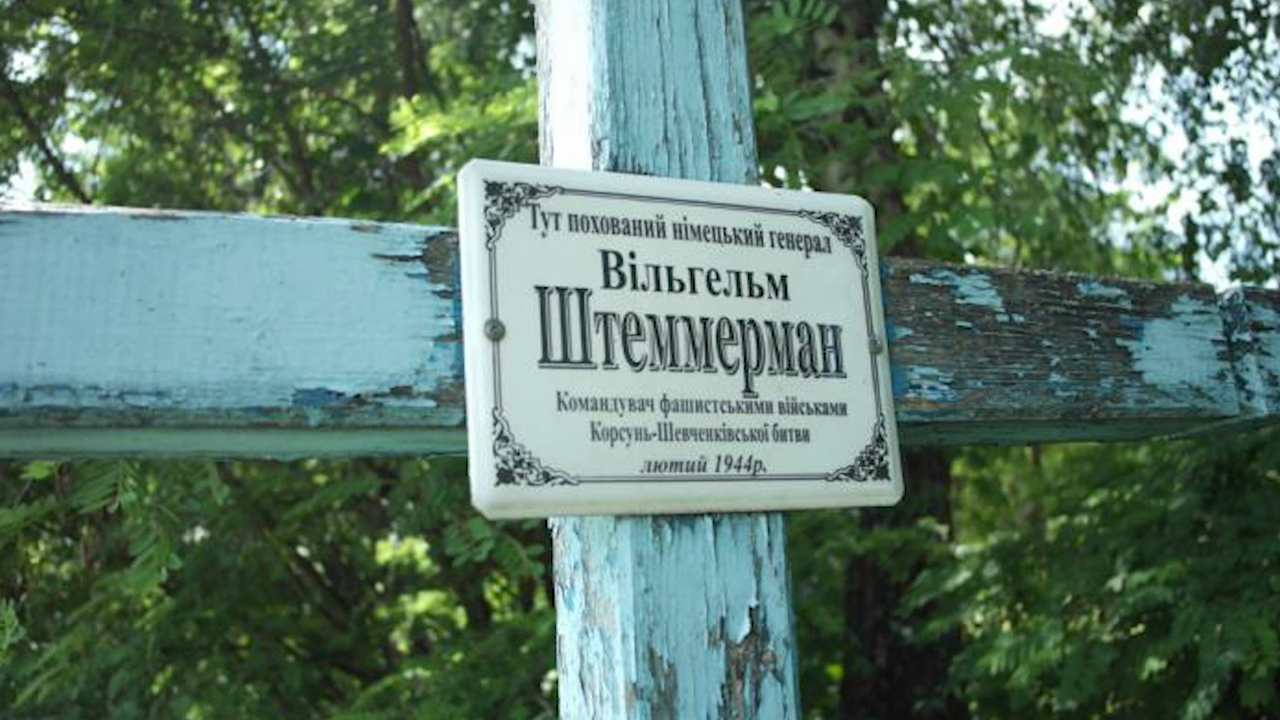 Тут похований німецький генерал
Вільгельм
Штеммерман
Командувач фашистськими військами
Корсунь-Шевченківської битви
лютий 1944р.